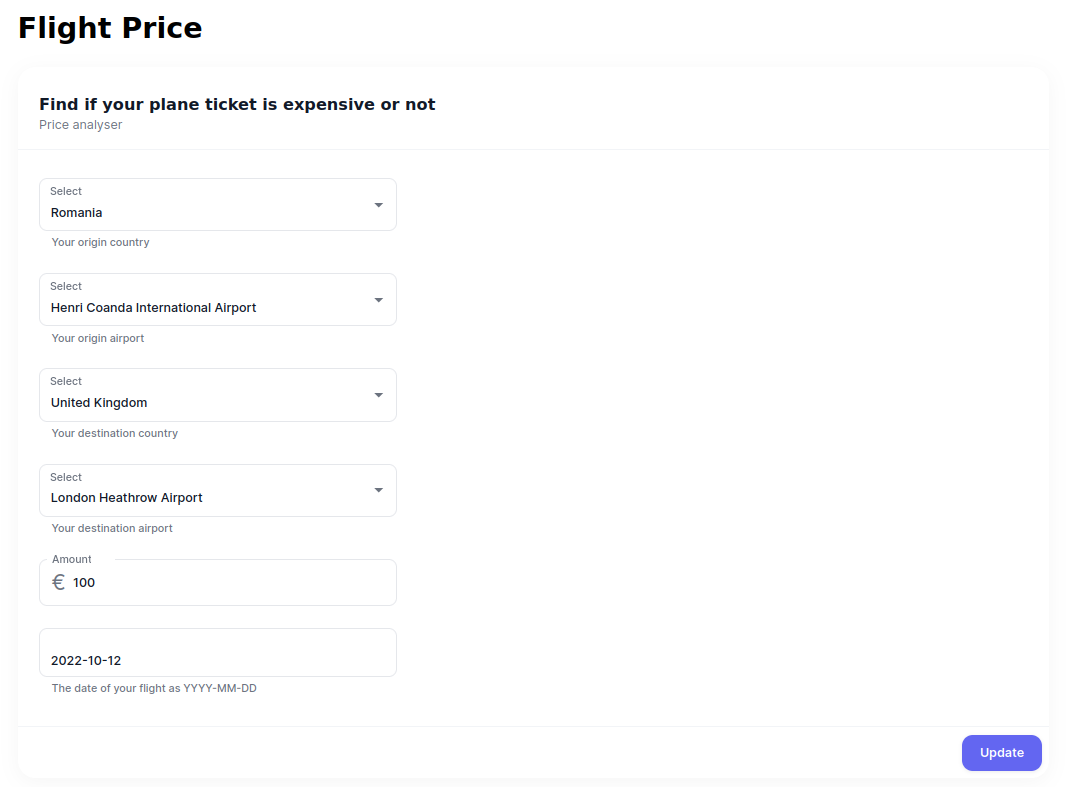 Flight Price
Find if your plane ticket is expensive or not
Price analyser
Select
Romania
Your origin country
Select
Henri Coanda International Airport
Your origin airport
Select
United Kingdom
Your destination country
Select
London Heathrow Airport
Your destination airport
Amount
€ 100
2022-10-12
The date of your flight as YYYY-MM-DD
Update